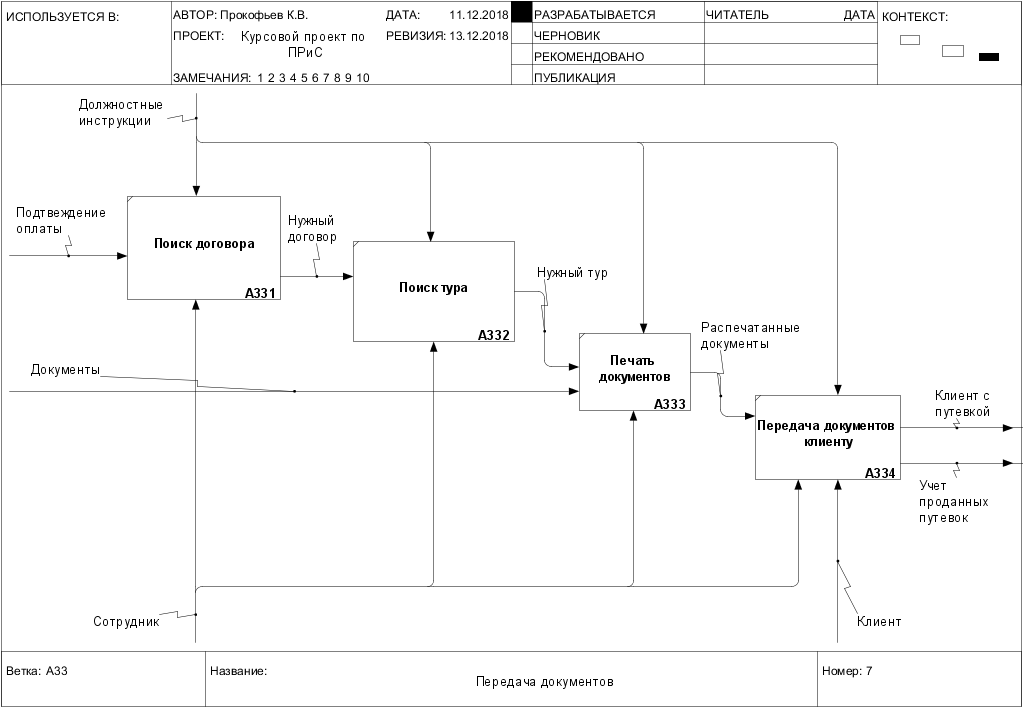 ИСПОЛЬЗУЕТСЯ В:
АВТОР: Прокофьев К.В.
ДАТА: 11.12.2018
РАЗРАБАТЫВАЕТСЯ
ЧИТАТЕЛЬ
ДАТА
КОНТЕКСТ:
ПРОЕКТ: Курсовой проект по
ПРиС
РЕВИЗИЯ: 13.12.2018
ЧЕРНОВИК
РЕКОМЕНДОВАНО
ЗАМЕЧАНИЯ: 1 2 3 4 5 6 7 8 9 10
ПУБЛИКАЦИЯ
Должностные
инструкции
Подтвеждение
оплаты
Поиск договора
A331
Нужный
договор
Поиск тура
A332
Нужный тур
Документы
Печать
документов
A333
Распечатанные
документы
Передача документов
клиенту
A334
Клиент с
путевкой
Учет
проданных
путевок
Сотрудник
Клиент
Ветка: A33
Название:
Передача документов
Номер: 7